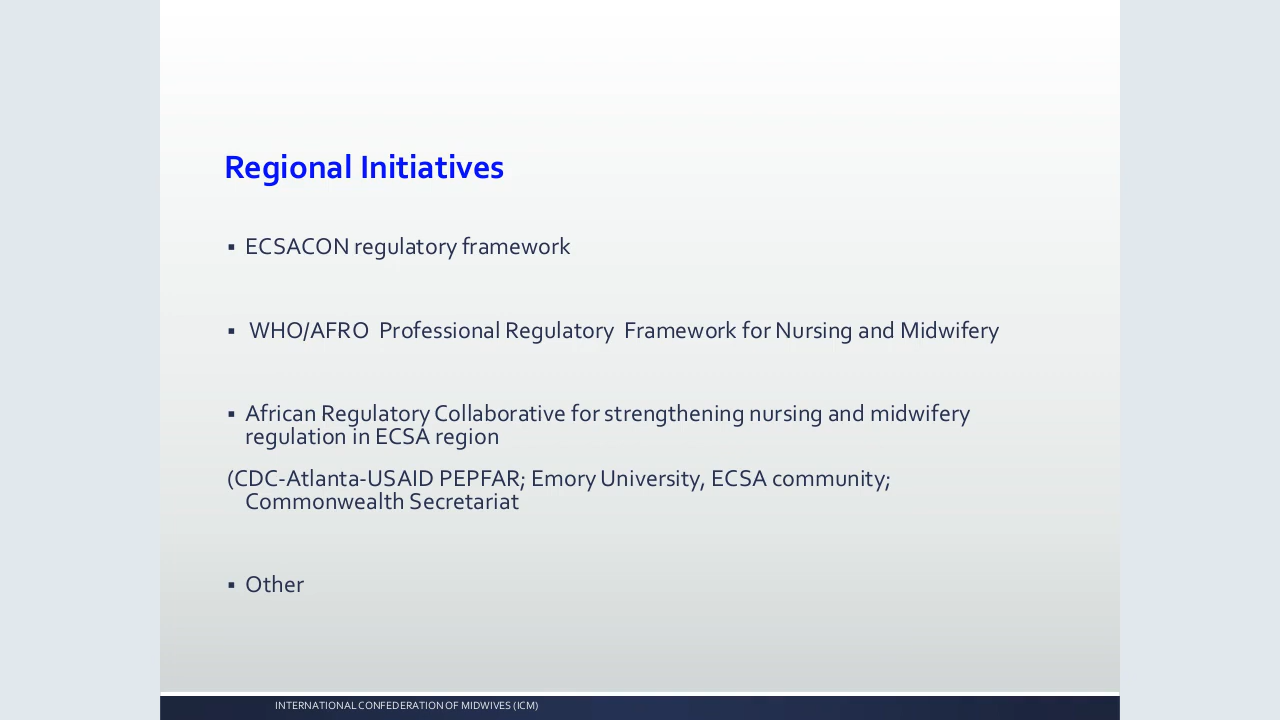 Regional Initiatives
▪ ECSACON regulatory framework
▪ WHO/AFRO Professional Regulatory Framework for Nursing and Midwifery
▪ African Regulatory Collaborative for strengthening nursing and midwifery
regulation in ECSA region
(CDC-Atlanta-USAID PEPFAR; Emory University, ECSA community;
Commonwealth Secretariat
▪ Other
INTERNATIONAL CONFEDERATION OF MIDWIVES (ICM)